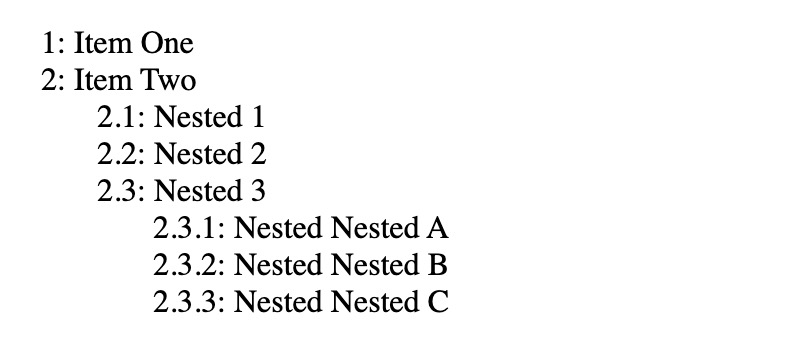 1: Item One
2: Item Two
2.1: Nested 1
2.2: Nested 2
2.3: Nested 3
2.3.1: Nested Nested A
2.3.2: Nested Nested B
2.3.3: Nested Nested C